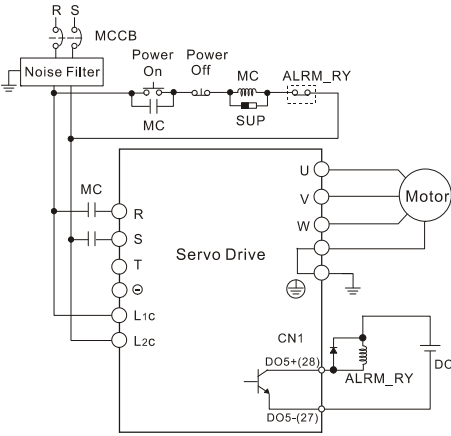 R S
MCCB
Noise Filter
Power On
Power Off
MC
ALRM_RY
MC
SUP
MC
R
S
T
⊖
L1C
L2C
Servo Drive
U
V
W
Motor
CN1
DO5+(28)
DO5-(27)
ALRM_RY
DC